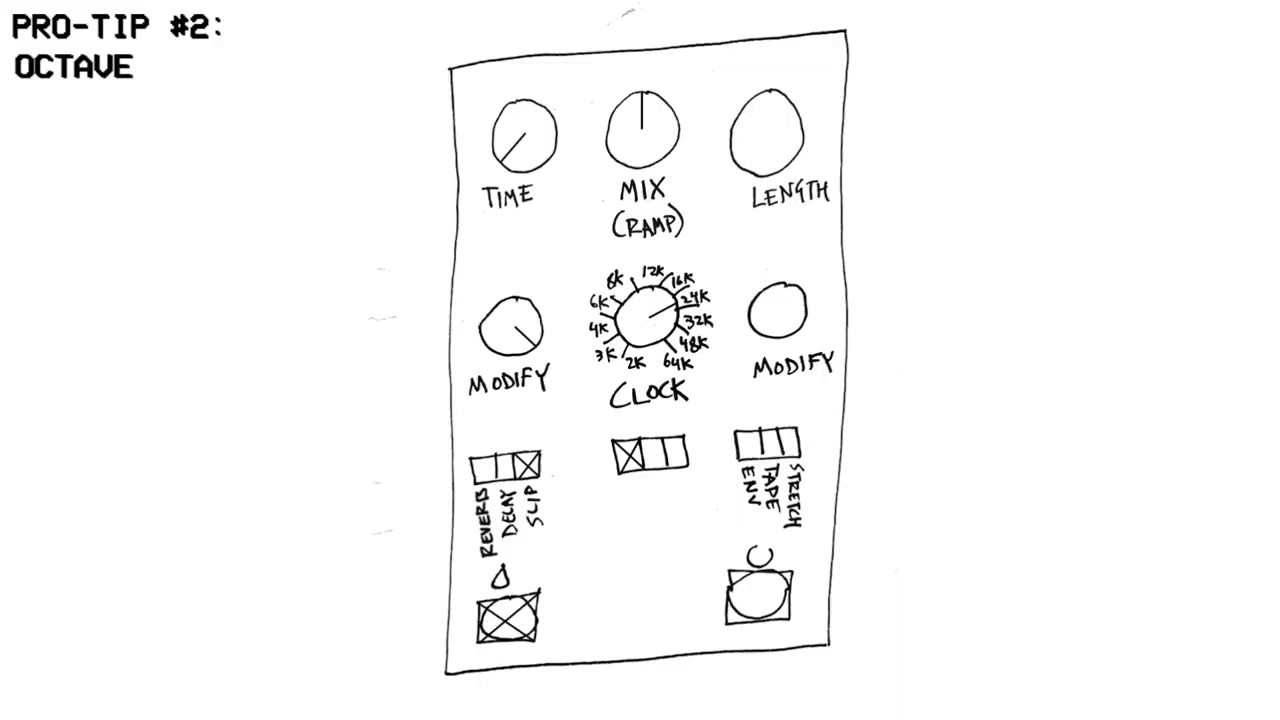 PRO-TIP #2:
OCTAVE
TIME
MIX
(RAMP)
LENGTH
8K
12K
16K
6K
24K
4K
32K
3K
48K
2K
64K
MODIFY
CLOCK
MODIFY
REVERB
DELAY
SLIP
ENV
TAPE
STRETCH